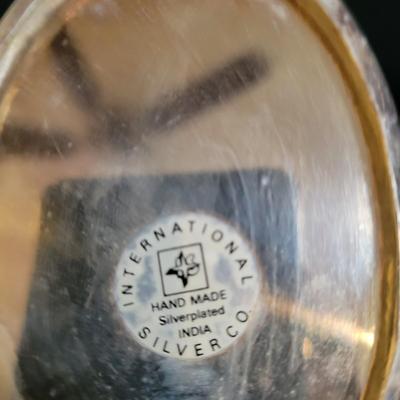 INTERNATIONAL
HAND MADE
Silverplated
INDIA
SILVER CO.